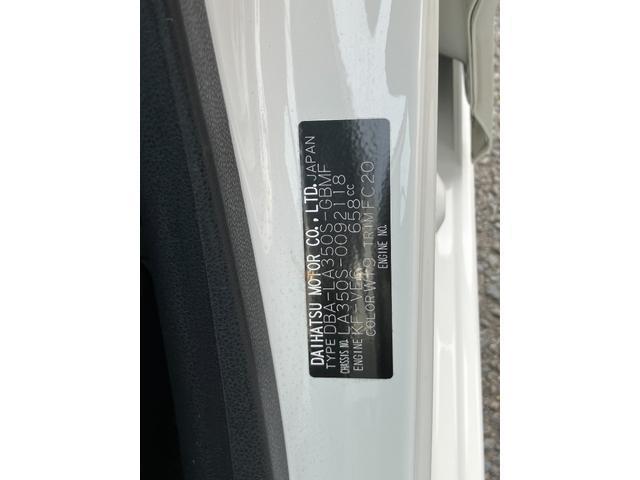 DAIHATSU MOTOR CO., LTD. JAPAN
TYPE DBA-LA350S-GBMF
CHASSIS NO. LA350S-0092118
ENGINE KF-VE6 658cc
COLOR W19 TRIM FC20
ENGINE NO.